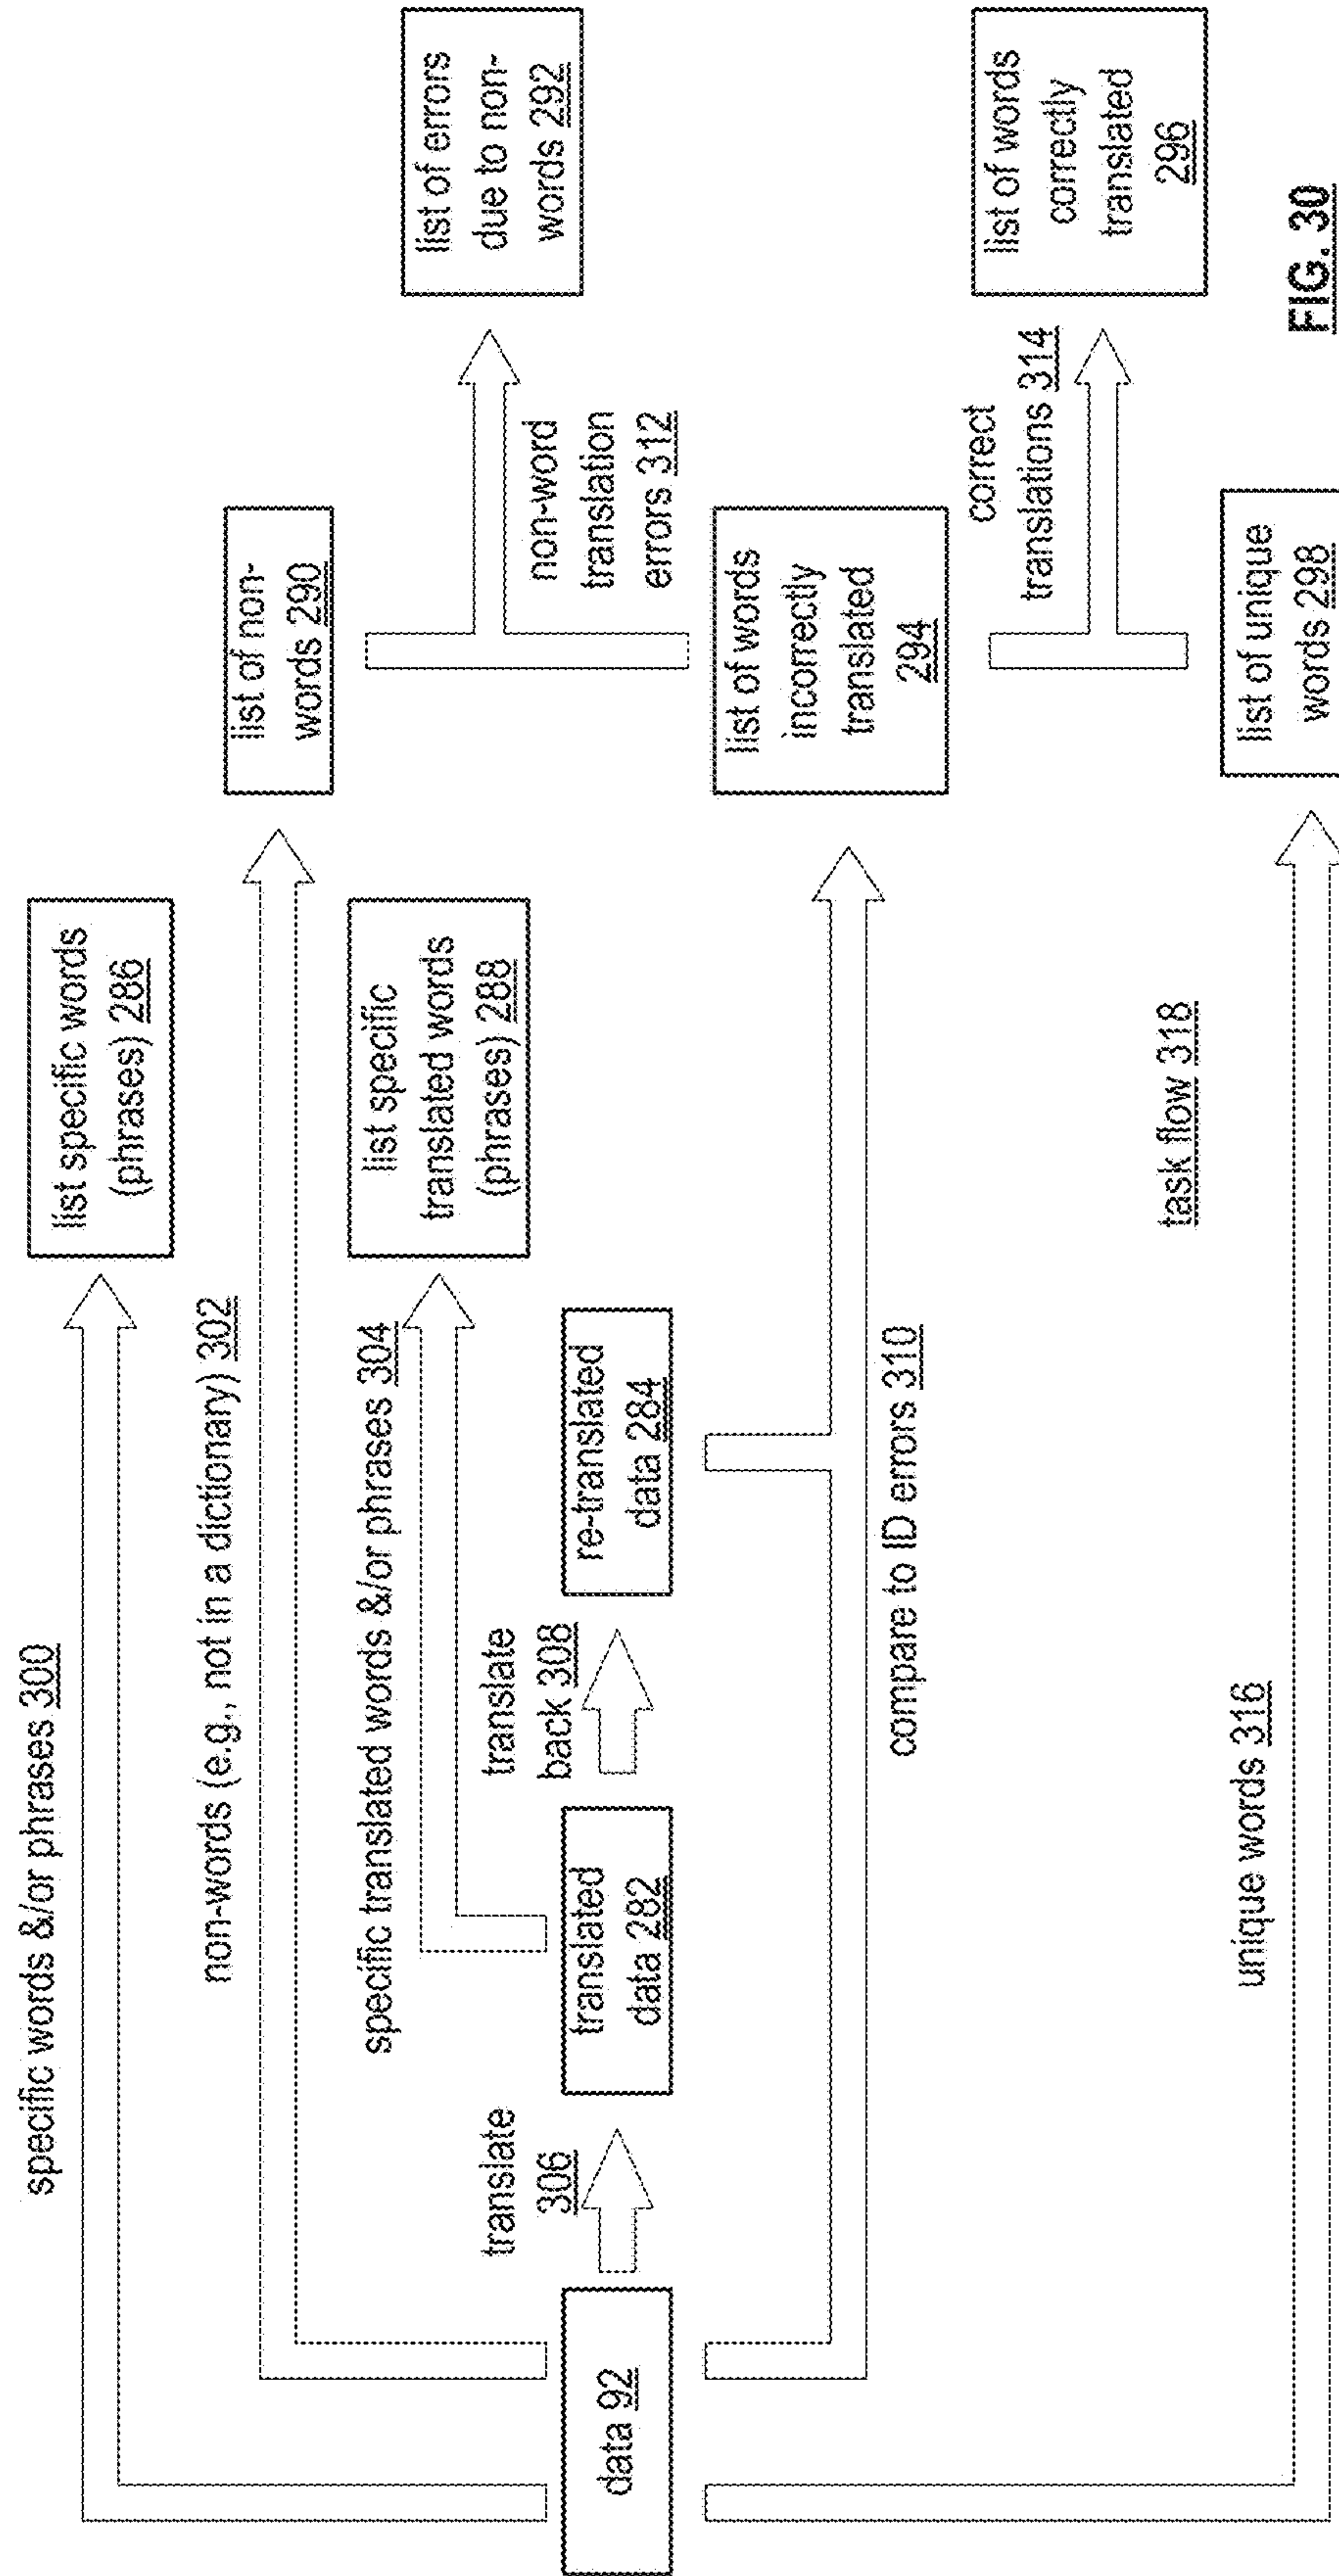 specific words &/or phrases 300
list specific words
(phrases) 286
non-words (e.g., not in a dictionary) 302
list of non-
words 290
specific translated words &/or phrases 304
list specific
translated words
(phrases) 288
list of errors
due to non-
words 292
non-word
translation
errors 312
data 92
translate
306
translated
data 282
translate
back 308
re-translated
data 284
compare to ID errors 310
list of words
incorrectly
translated
294
correct
translations 314
list of words
correctly
translated
296
task flow 318
unique words 316
list of unique
words 298
FIG. 30